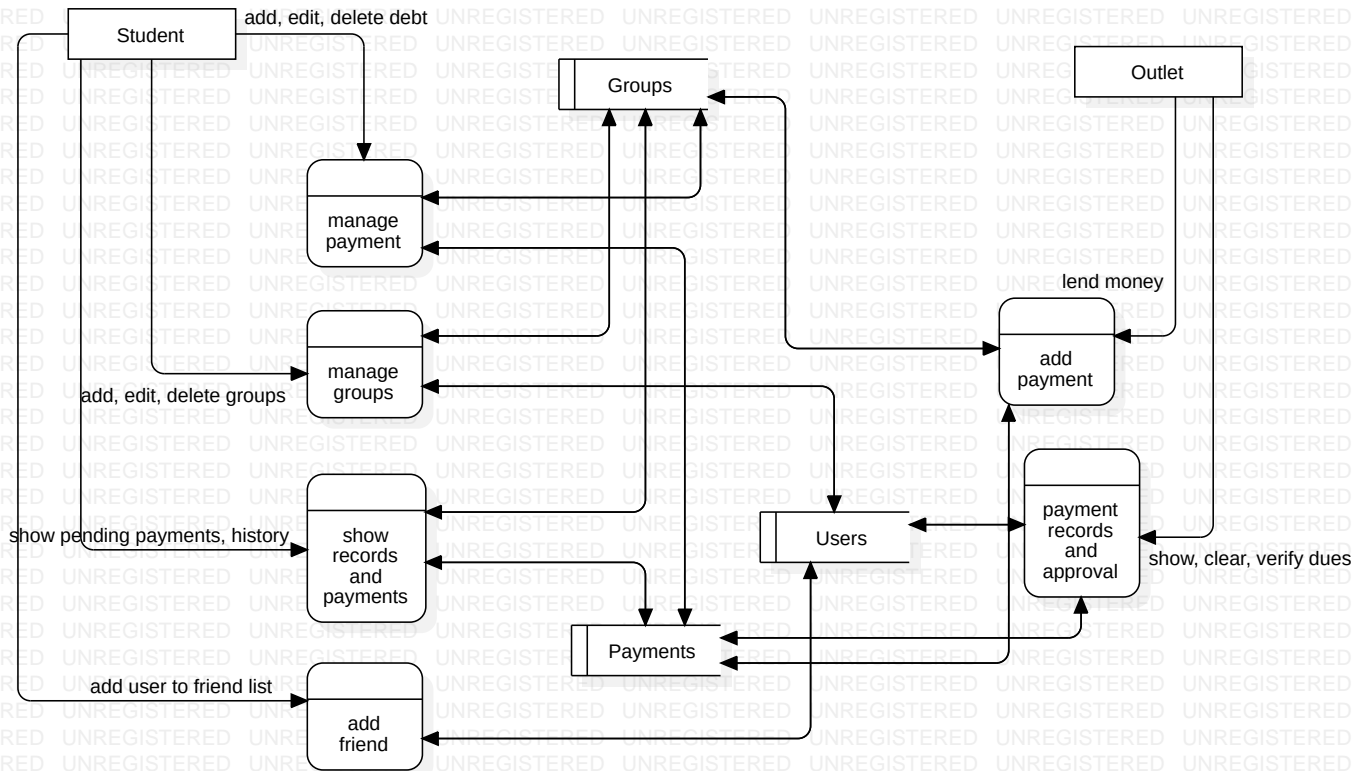 Student
add, edit, delete debt
Groups
Outlet
manage
payment
lend money
manage
groups
add
payment
add, edit, delete groups
show
records
and
payments
show pending payments, history
Users
payment
records
and
approval
show, clear, verify dues
Payments
add user to friend list
add
friend
UNREGISTERED